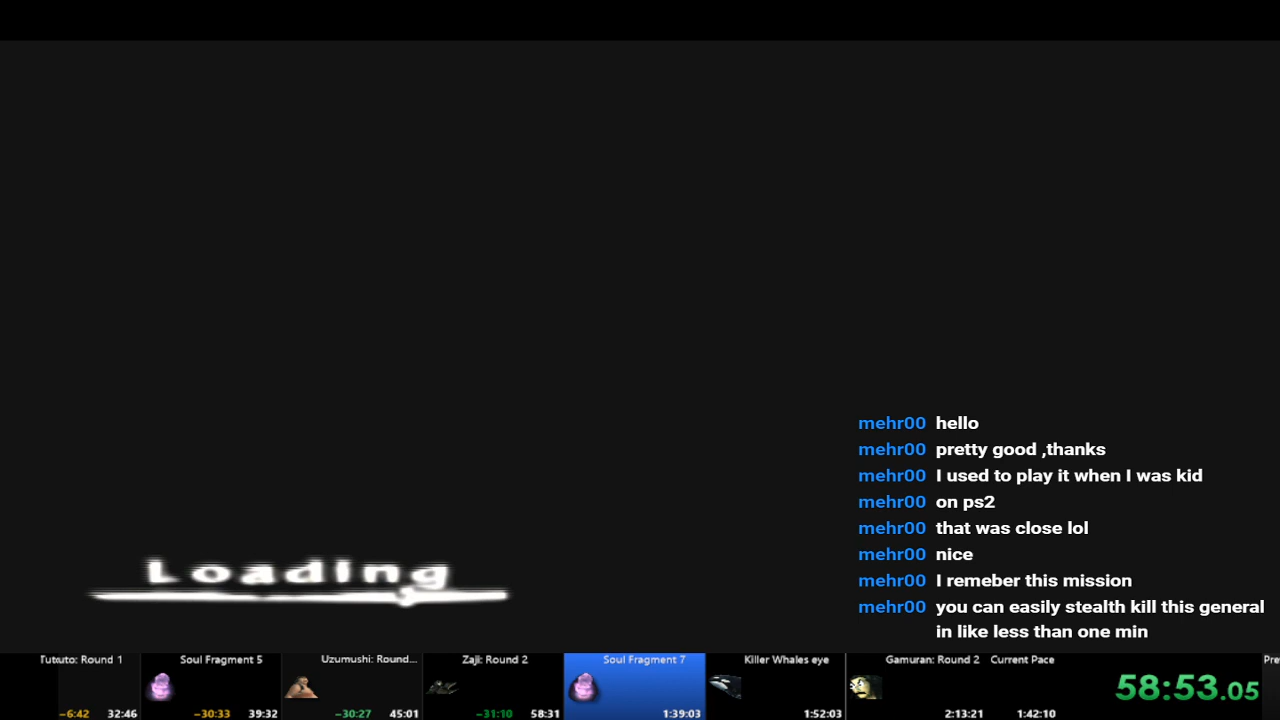 mehr00 hello
mehr00 pretty good ,thanks
mehr00 I used to play it when I was kid
mehr00 on ps2
mehr00 that was close lol
mehr00 nice
mehr00 I remeber this mission
mehr00 you can easily stealth kill this general
in like less than one min
Loading
Round 1 Soul Fragment 5 Uzumushi: Round... Zaji: Round 2 Soul Fragment 7 Killer Whales eye Gamuran: Round 2 Current Pace
58:53.05
-6:42 32:46 -30:33 39:32 -30:27 45:01 -31:10 58:31 1:39:03 1:52:03 2:13:21 1:42:10